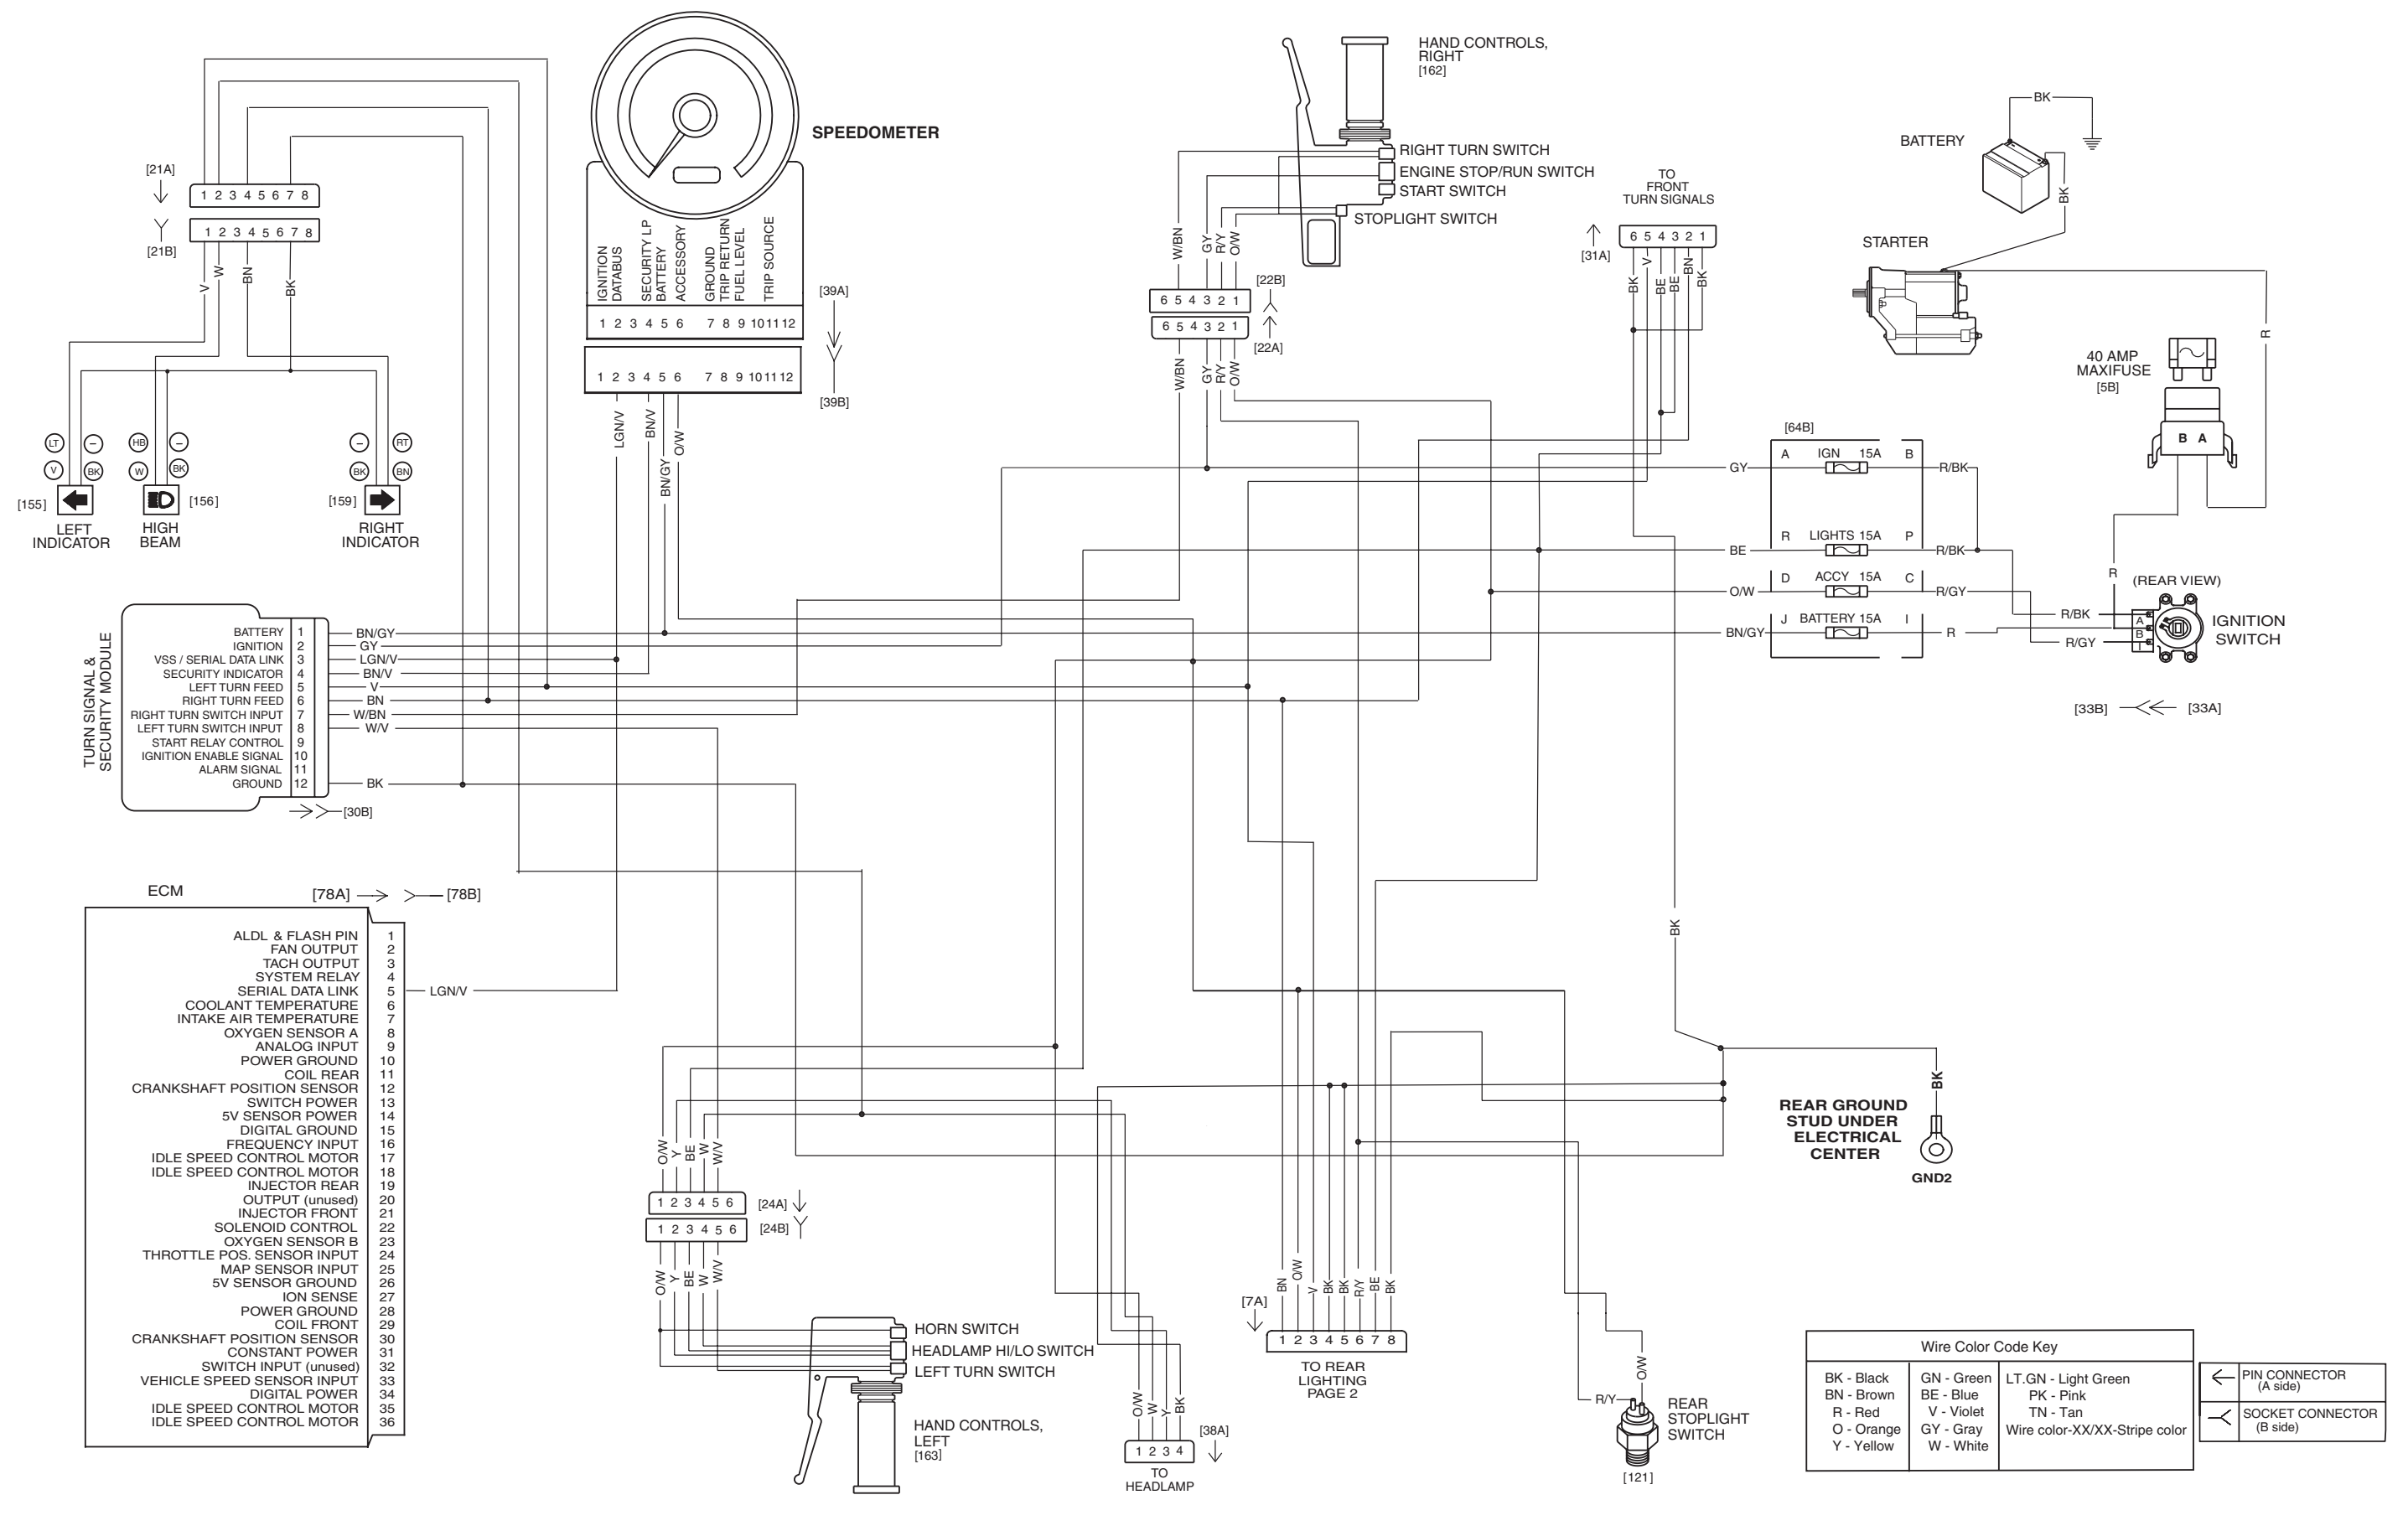 SPEEDOMETER
IGNITION
DATABUS
SECURITY LP
BATTERY
ACCESSORY
GROUND
TRIP RETURN
FUEL LEVEL
TRIP SOURCE
1 2 3 4 5 6 7 8 9 10 11 12
[39A]
1 2 3 4 5 6 7 8 9 10 11 12
[39B]
LGN/V
BN/V
BN/GY
O/W
[21A]
1 2 3 4 5 6 7 8
1 2 3 4 5 6 7 8
[21B]
V
W
BN
BK
LT
–
V
BK
[155]
LEFT
INDICATOR
HB
–
W
BK
[156]
HIGH
BEAM
–
RT
BK
BN
[159]
RIGHT
INDICATOR
HAND CONTROLS,
RIGHT
[162]
RIGHT TURN SWITCH
ENGINE STOP/RUN SWITCH
START SWITCH
STOPLIGHT SWITCH
W/BN
GY
R/Y
O/W
[22B]
6 5 4 3 2 1
6 5 4 3 2 1
[22A]
W/BN
GY
R/Y
O/W
TO
FRONT
TURN SIGNALS
[31A]
6 5 4 3 2 1
BK
V
BE
BE
BN
BK
BATTERY
BK
BK
STARTER
R
40 AMP
MAXIFUSE
[5B]
B A
R
[64B]
GY
A
IGN 15A
B
R/BK
BE
R
LIGHTS 15A
P
R/BK
O/W
D
ACCY 15A
C
R/GY
BN/GY
J
BATTERY 15A
I
R
(REAR VIEW)
R/BK
R/GY
A
B
I
IGNITION
SWITCH
[33B]
[33A]
TURN SIGNAL &
SECURITY MODULE
BATTERY 1 BN/GY
IGNITION 2 GY
VSS / SERIAL DATA LINK 3 LGN/V
SECURITY INDICATOR 4 BN/V
LEFT TURN FEED 5 V
RIGHT TURN FEED 6 BN
RIGHT TURN SWITCH INPUT 7 W/BN
LEFT TURN SWITCH INPUT 8 W/V
START RELAY CONTROL 9
IGNITION ENABLE SIGNAL 10
ALARM SIGNAL 11
GROUND 12 BK
[30B]
ECM
[78A]
[78B]
ALDL & FLASH PIN 1
FAN OUTPUT 2
TACH OUTPUT 3
SYSTEM RELAY 4
SERIAL DATA LINK 5 LGN/V
COOLANT TEMPERATURE 6
INTAKE AIR TEMPERATURE 7
OXYGEN SENSOR A 8
ANALOG INPUT 9
POWER GROUND 10
COIL REAR 11
CRANKSHAFT POSITION SENSOR 12
SWITCH POWER 13
5V SENSOR POWER 14
DIGITAL GROUND 15
FREQUENCY INPUT 16
IDLE SPEED CONTROL MOTOR 17
IDLE SPEED CONTROL MOTOR 18
INJECTOR REAR 19
OUTPUT (unused) 20
INJECTOR FRONT 21
SOLENOID CONTROL 22
OXYGEN SENSOR B 23
THROTTLE POS. SENSOR INPUT 24
MAP SENSOR INPUT 25
5V SENSOR GROUND 26
ION SENSE 27
POWER GROUND 28
COIL FRONT 29
CRANKSHAFT POSITION SENSOR 30
CONSTANT POWER 31
SWITCH INPUT (unused) 32
VEHICLE SPEED SENSOR INPUT 33
DIGITAL POWER 34
IDLE SPEED CONTROL MOTOR 35
IDLE SPEED CONTROL MOTOR 36
O/W
Y
BE
W
W/V
1 2 3 4 5 6
[24A]
1 2 3 4 5 6
[24B]
O/W
Y
BE
W
W/V
HORN SWITCH
HEADLAMP HI/LO SWITCH
LEFT TURN SWITCH
HAND CONTROLS,
LEFT
[163]
O/W
W
Y
BK
1 2 3 4
[38A]
TO
HEADLAMP
[7A]
BN
O/W
V
BK
BK
R/Y
BE
BK
1 2 3 4 5 6 7 8
TO REAR
LIGHTING
PAGE 2
O/W
R/Y
REAR
STOPLIGHT
SWITCH
[121]
BK
BK
REAR GROUND
STUD UNDER
ELECTRICAL
CENTER
GND2
Wire Color Code Key
BK - Black
BN - Brown
R - Red
O - Orange
Y - Yellow
GN - Green
BE - Blue
V - Violet
GY - Gray
W - White
LT.GN - Light Green
PK - Pink
TN - Tan
Wire color-XX/XX-Stripe color
PIN CONNECTOR
(A side)
SOCKET CONNECTOR
(B side)